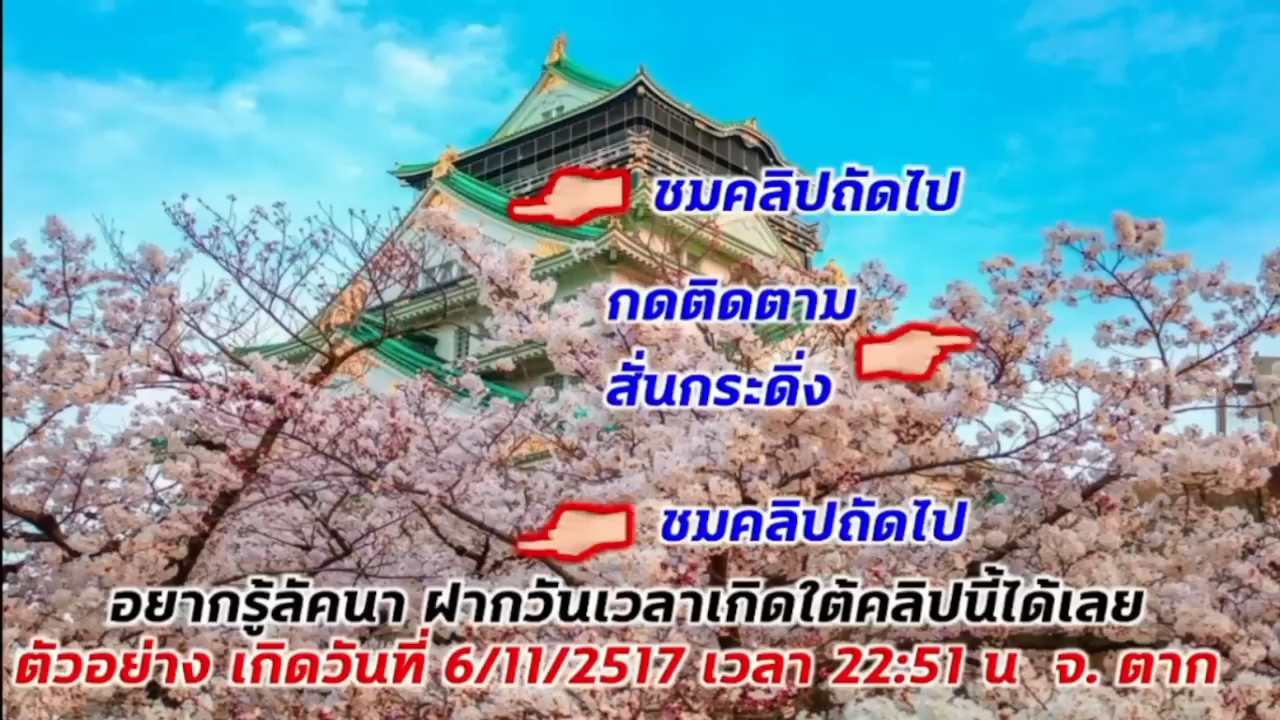 ชมคลิปถัดไป
กดติดตาม
สั่นกระดิ่ง
ชมคลิปถัดไป
อยากรู้ลัคนา ฝากวันเวลาเกิดใต้คลิปนี้ได้เลย
ตัวอย่าง เกิดวันที่ 6/11/2517 เวลา 22:51 น จ. ตาก